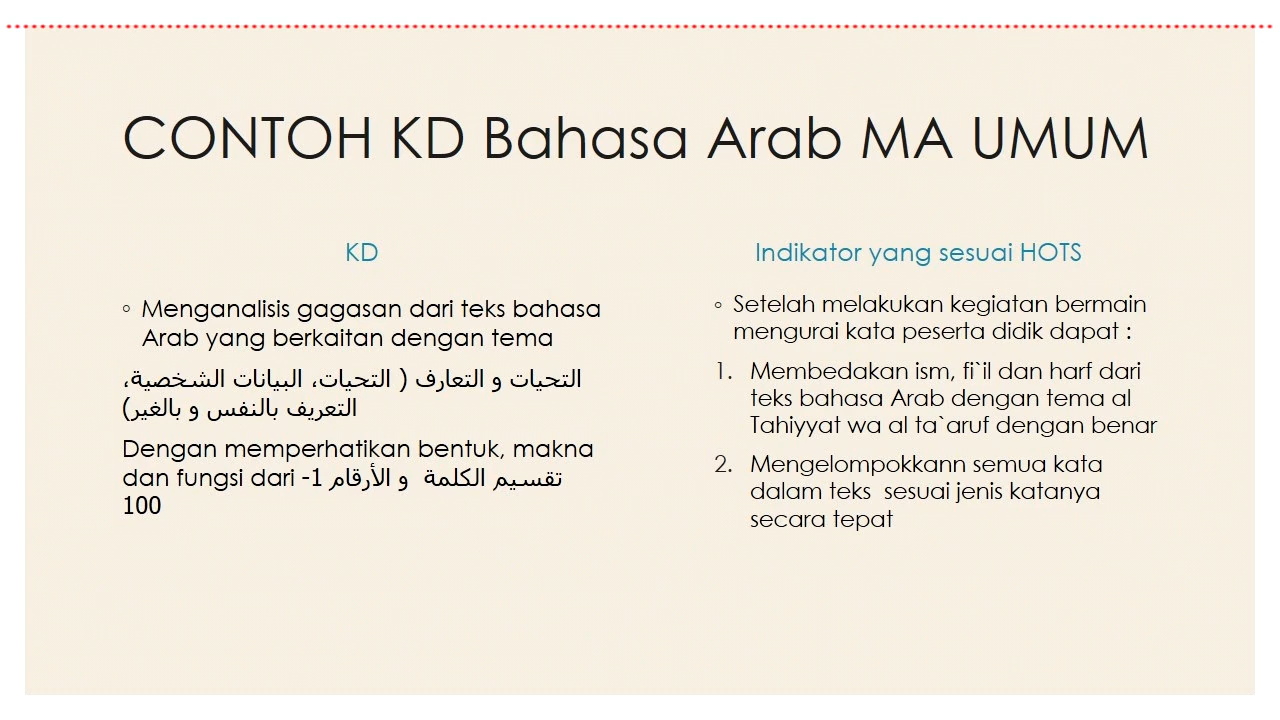 CONTOH KD Bahasa Arab MA UMUM
KD
◦ Menganalisis gagasan dari teks bahasa
Arab yang berkaitan dengan tema
التحيات و التعارف ( التحيات، البيانات الشخصية،
التعريف بالنفس و بالغير)
Dengan memperhatikan bentuk, makna
dan fungsi dari تقسيم الكلمة و الأرقام 1-
100
Indikator yang sesuai HOTS
◦ Setelah melakukan kegiatan bermain
mengurai kata peserta didik dapat :
1. Membedakan ism, fi`il dan harf dari
teks bahasa Arab dengan tema al
Tahiyyat wa al ta`aruf dengan benar
2. Mengelompokkann semua kata
dalam teks sesuai jenis katanya
secara tepat